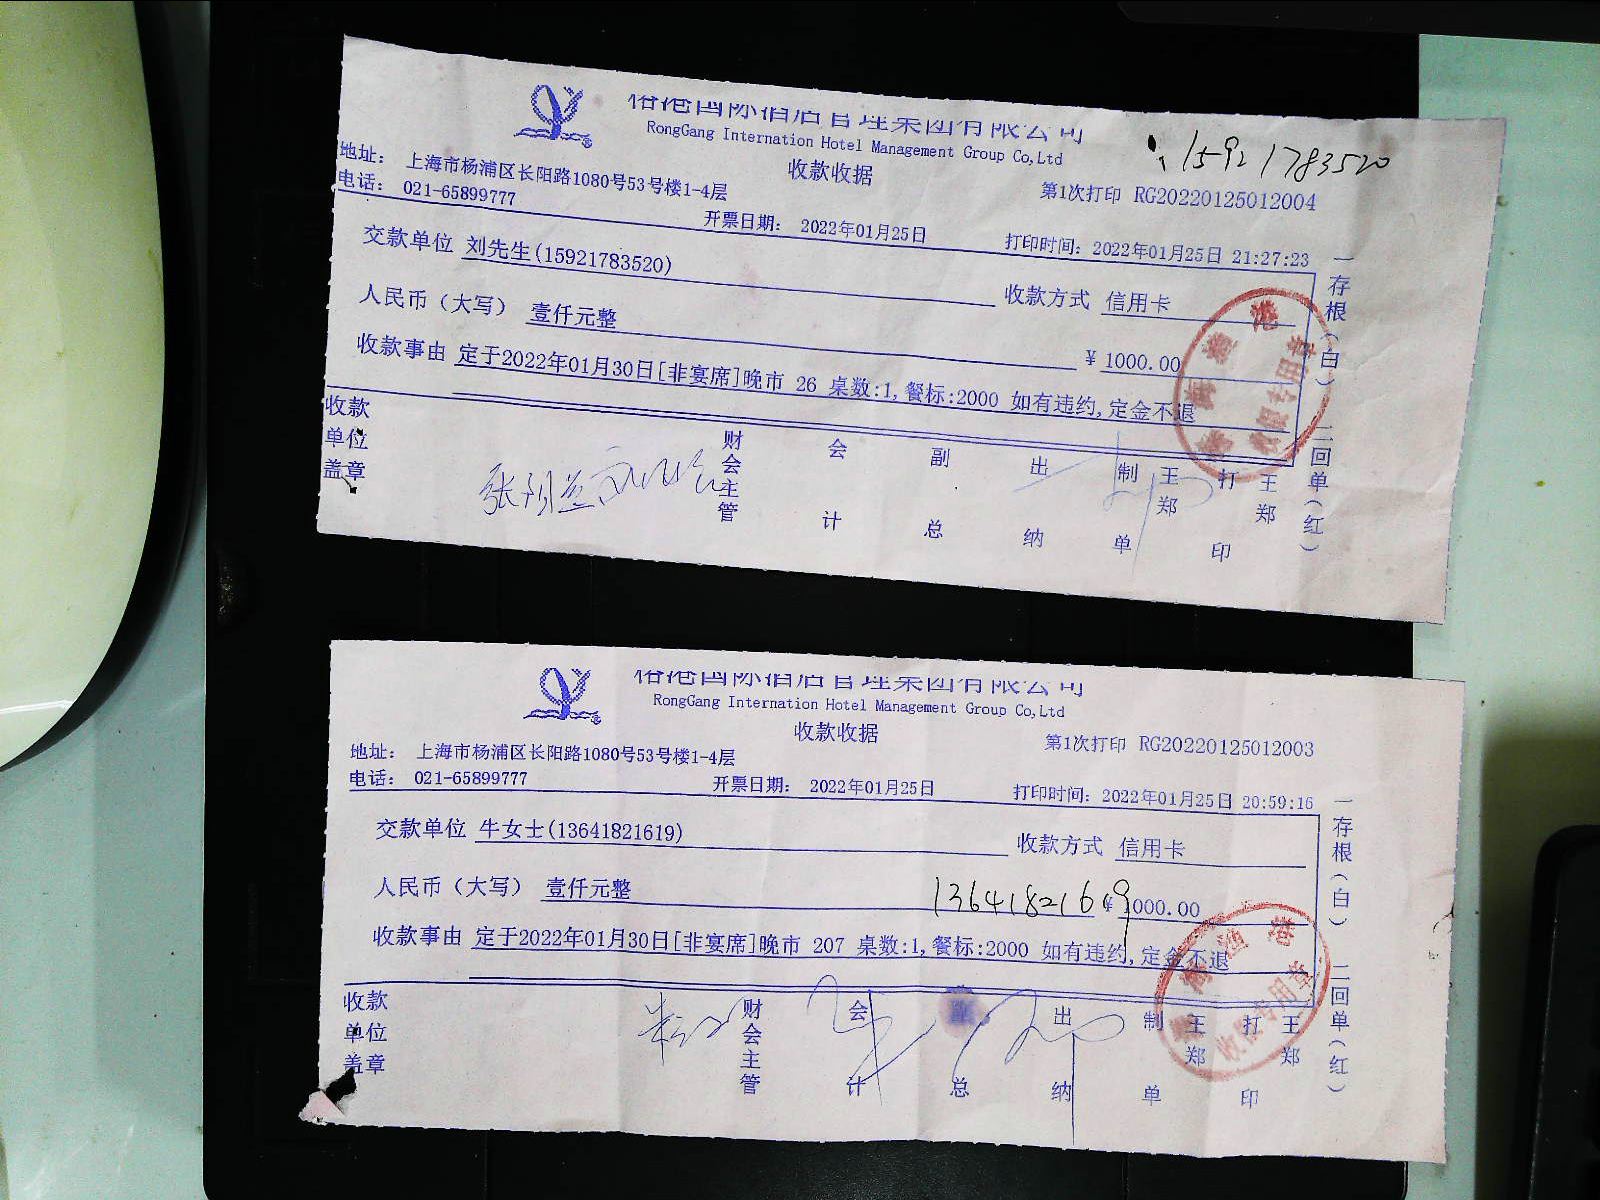 港国际酒店管理集团有限公司
RongGang Internation Hotel Management Group Co,Ltd
15921783520
收款收据
地址： 上海市杨浦区长阳路1080号53号楼1-4层
第1次打印 RG20220125012004
电话： 021-65899777
开票日期： 2022年01月25日
打印时间：2022年01月25日 21:27:23
交款单位 刘先生(15921783520)
收款方式 信用卡
人民币（大写） 壹仟元整
¥ 1000.00
收款事由 定于2022年01月30日[非宴席]晚市 26 桌数:1,餐标:2000 如有违约,定金不退
收款单位盖章
财会主管
会计
副总
出纳
制单 王郑
打印 王郑
一存根（白） 二回单（红）
港国际酒店管理集团有限公司
RongGang Internation Hotel Management Group Co,Ltd
收款收据
第1次打印 RG20220125012003
地址： 上海市杨浦区长阳路1080号53号楼1-4层
电话： 021-65899777
开票日期： 2022年01月25日
打印时间：2022年01月25日 20:59:16
交款单位 牛女士(13641821619)
收款方式 信用卡
人民币（大写） 壹仟元整
¥ 1000.00
收款事由 定于2022年01月30日[非宴席]晚市 207 桌数:1,餐标:2000 如有违约,定金不退
收款单位盖章
财会主管
会计
总
出纳
制单 王郑
打印 王郑
一存根（白） 二回单（红）